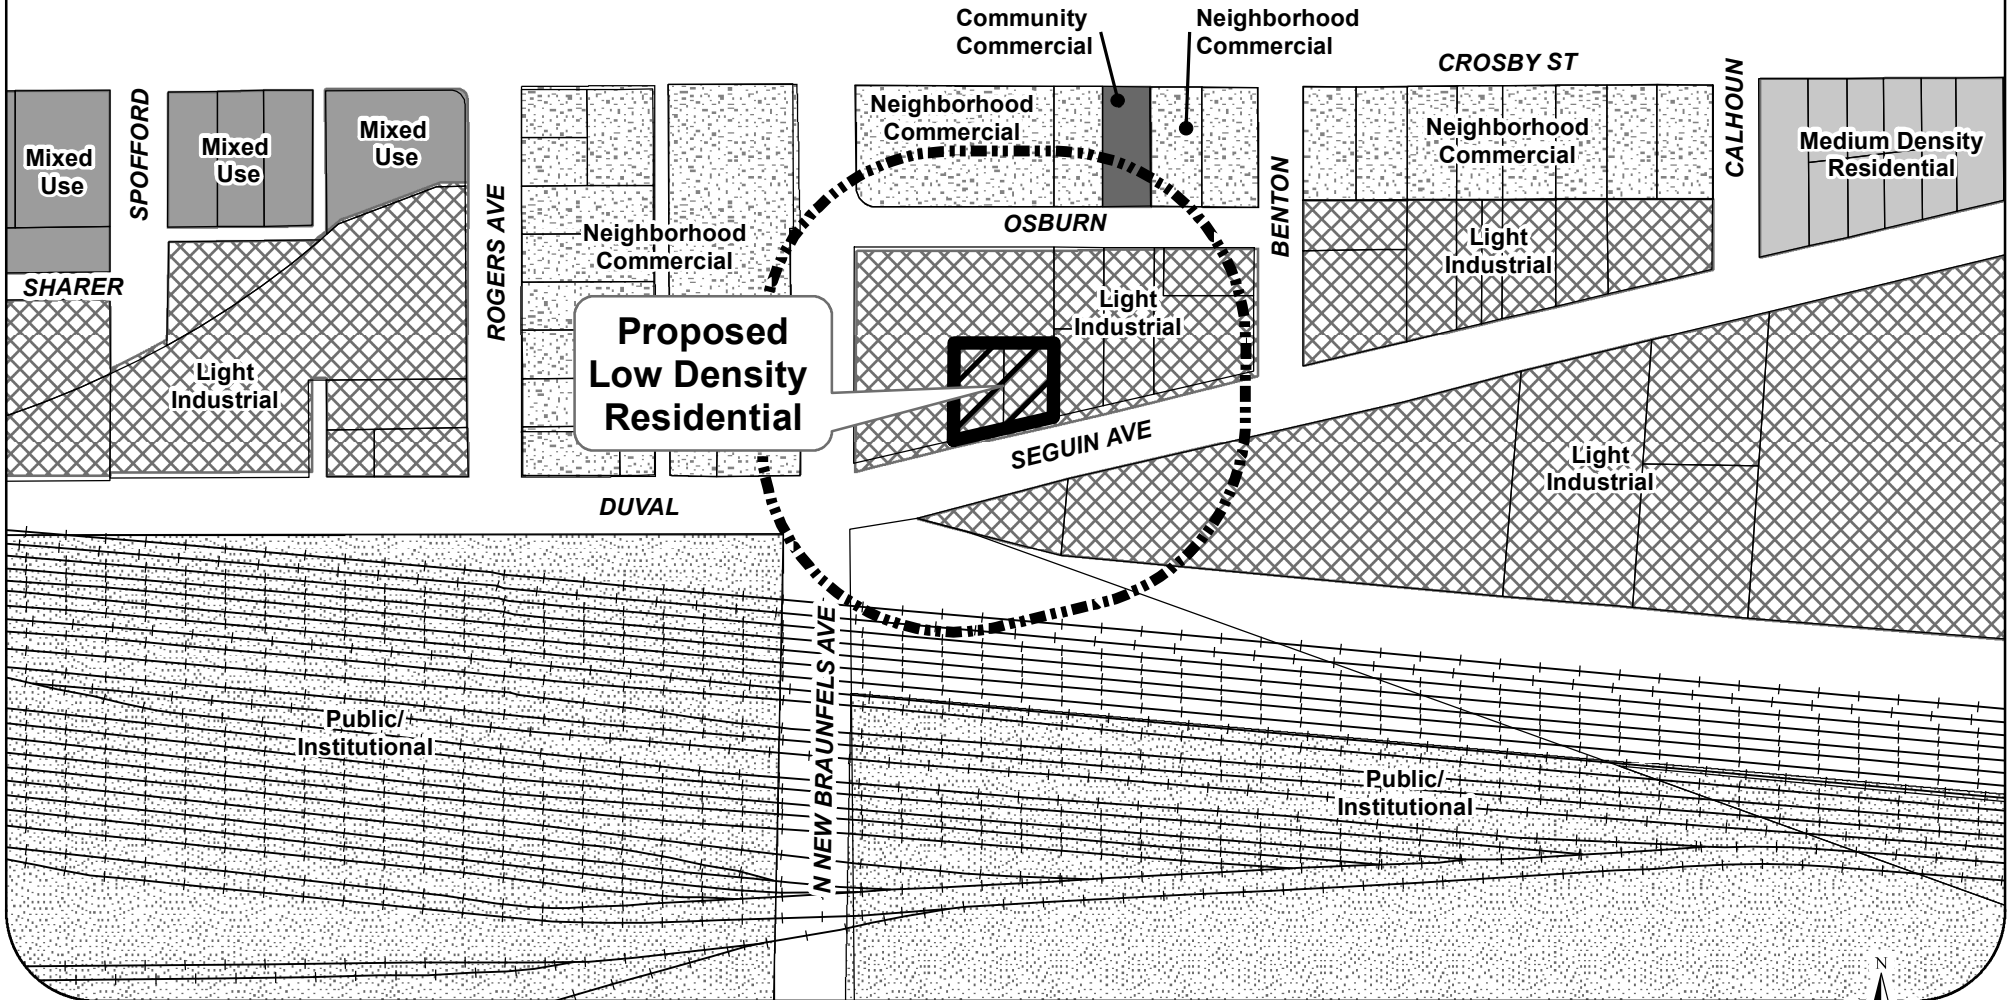 Community
Commercial
Neighborhood
Commercial
CROSBY ST
CALHOUN
SPOFFORD
Neighborhood
Commercial
Mixed
Use
Mixed
Use
Mixed
Use
Neighborhood
Commercial
Medium Density
Residential
ROGERS AVE
BENTON
OSBURN
Neighborhood
Commercial
Light
Industrial
SHARER
Light
Industrial
Proposed
Low Density
Residential
Light
Industrial
SEGUIN AVE
Light
Industrial
DUVAL
N NEW BRAUNFELS AVE
Public/
Institutional
Public/
Institutional
N